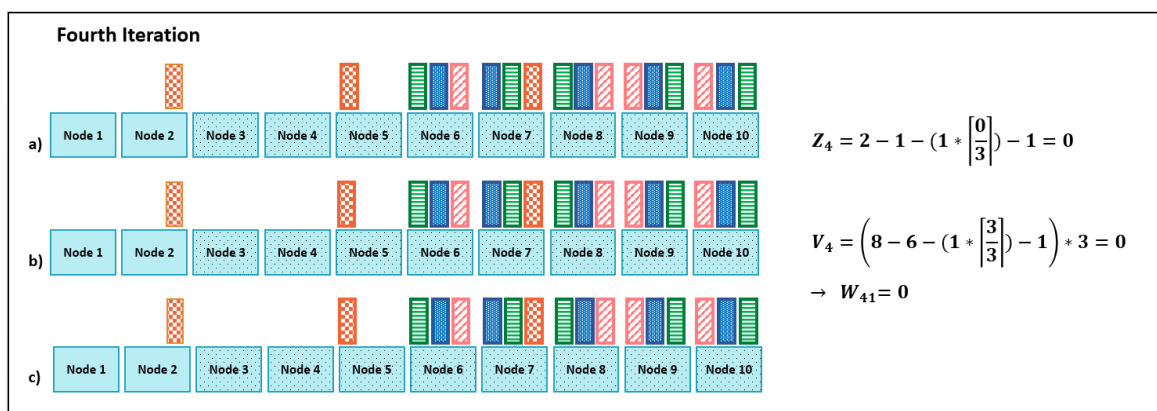 Fourth Iteration
a) Node 1 Node 2 Node 3 Node 4 Node 5 Node 6 Node 7 Node 8 Node 9 Node 10
Z₄ = 2 − 1 − (1 * ⌈0/3⌉) − 1 = 0
b) Node 1 Node 2 Node 3 Node 4 Node 5 Node 6 Node 7 Node 8 Node 9 Node 10
V₄ = (8 − 6 − (1 * ⌈3/3⌉) − 1) * 3 = 0
→ W₄₁= 0
c) Node 1 Node 2 Node 3 Node 4 Node 5 Node 6 Node 7 Node 8 Node 9 Node 10